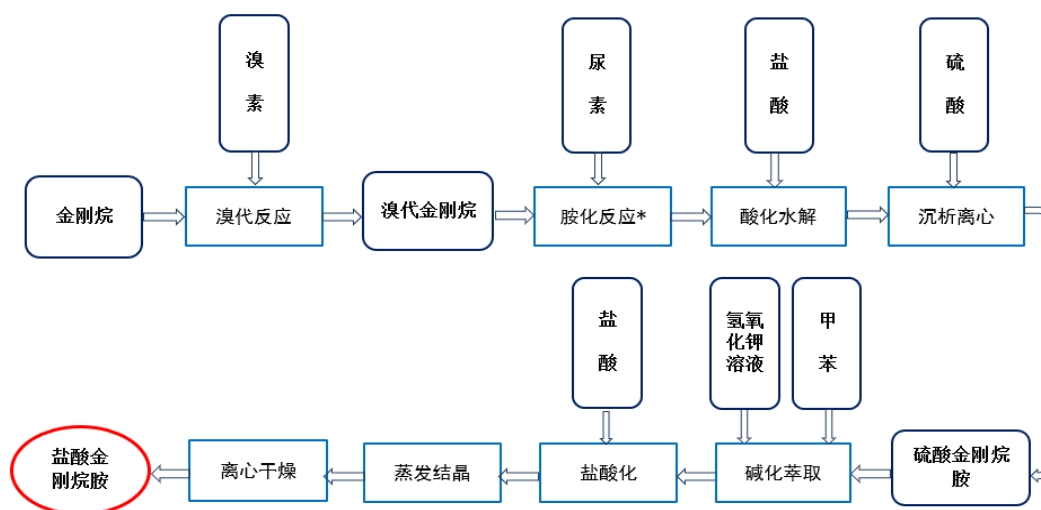 溴
素
尿
素
盐
酸
硫
酸
金刚烷
溴代反应
溴代金刚烷
胺化反应*
酸化水解
沉析离心
盐
酸
氢氧
化钾
溶液
甲
苯
盐酸金
刚烷胺
离心干燥
蒸发结晶
盐酸化
碱化萃取
硫酸金刚烷
胺